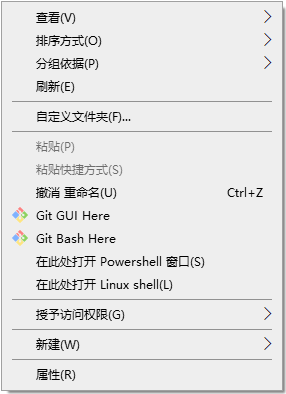 查看(V)
排序方式(O)
分组依据(P)
刷新(E)
自定义文件夹(F)...
粘贴(P)
粘贴快捷方式(S)
撤消 重命名(U) Ctrl+Z
Git GUI Here
Git Bash Here
在此处打开 Powershell 窗口(S)
在此处打开 Linux shell(L)
授予访问权限(G)
新建(W)
属性(R)